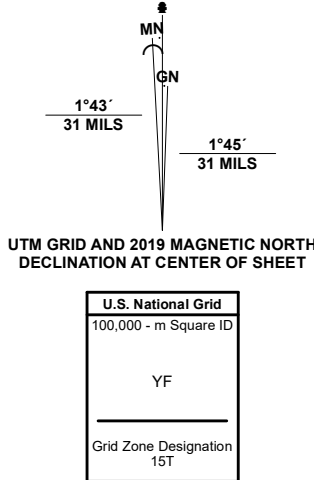 MN
GN
1°43´
31 MILS
1°45´
31 MILS
UTM GRID AND 2019 MAGNETIC NORTH
DECLINATION AT CENTER OF SHEET
U.S. National Grid
100,000 - m Square ID
YF
Grid Zone Designation
15T